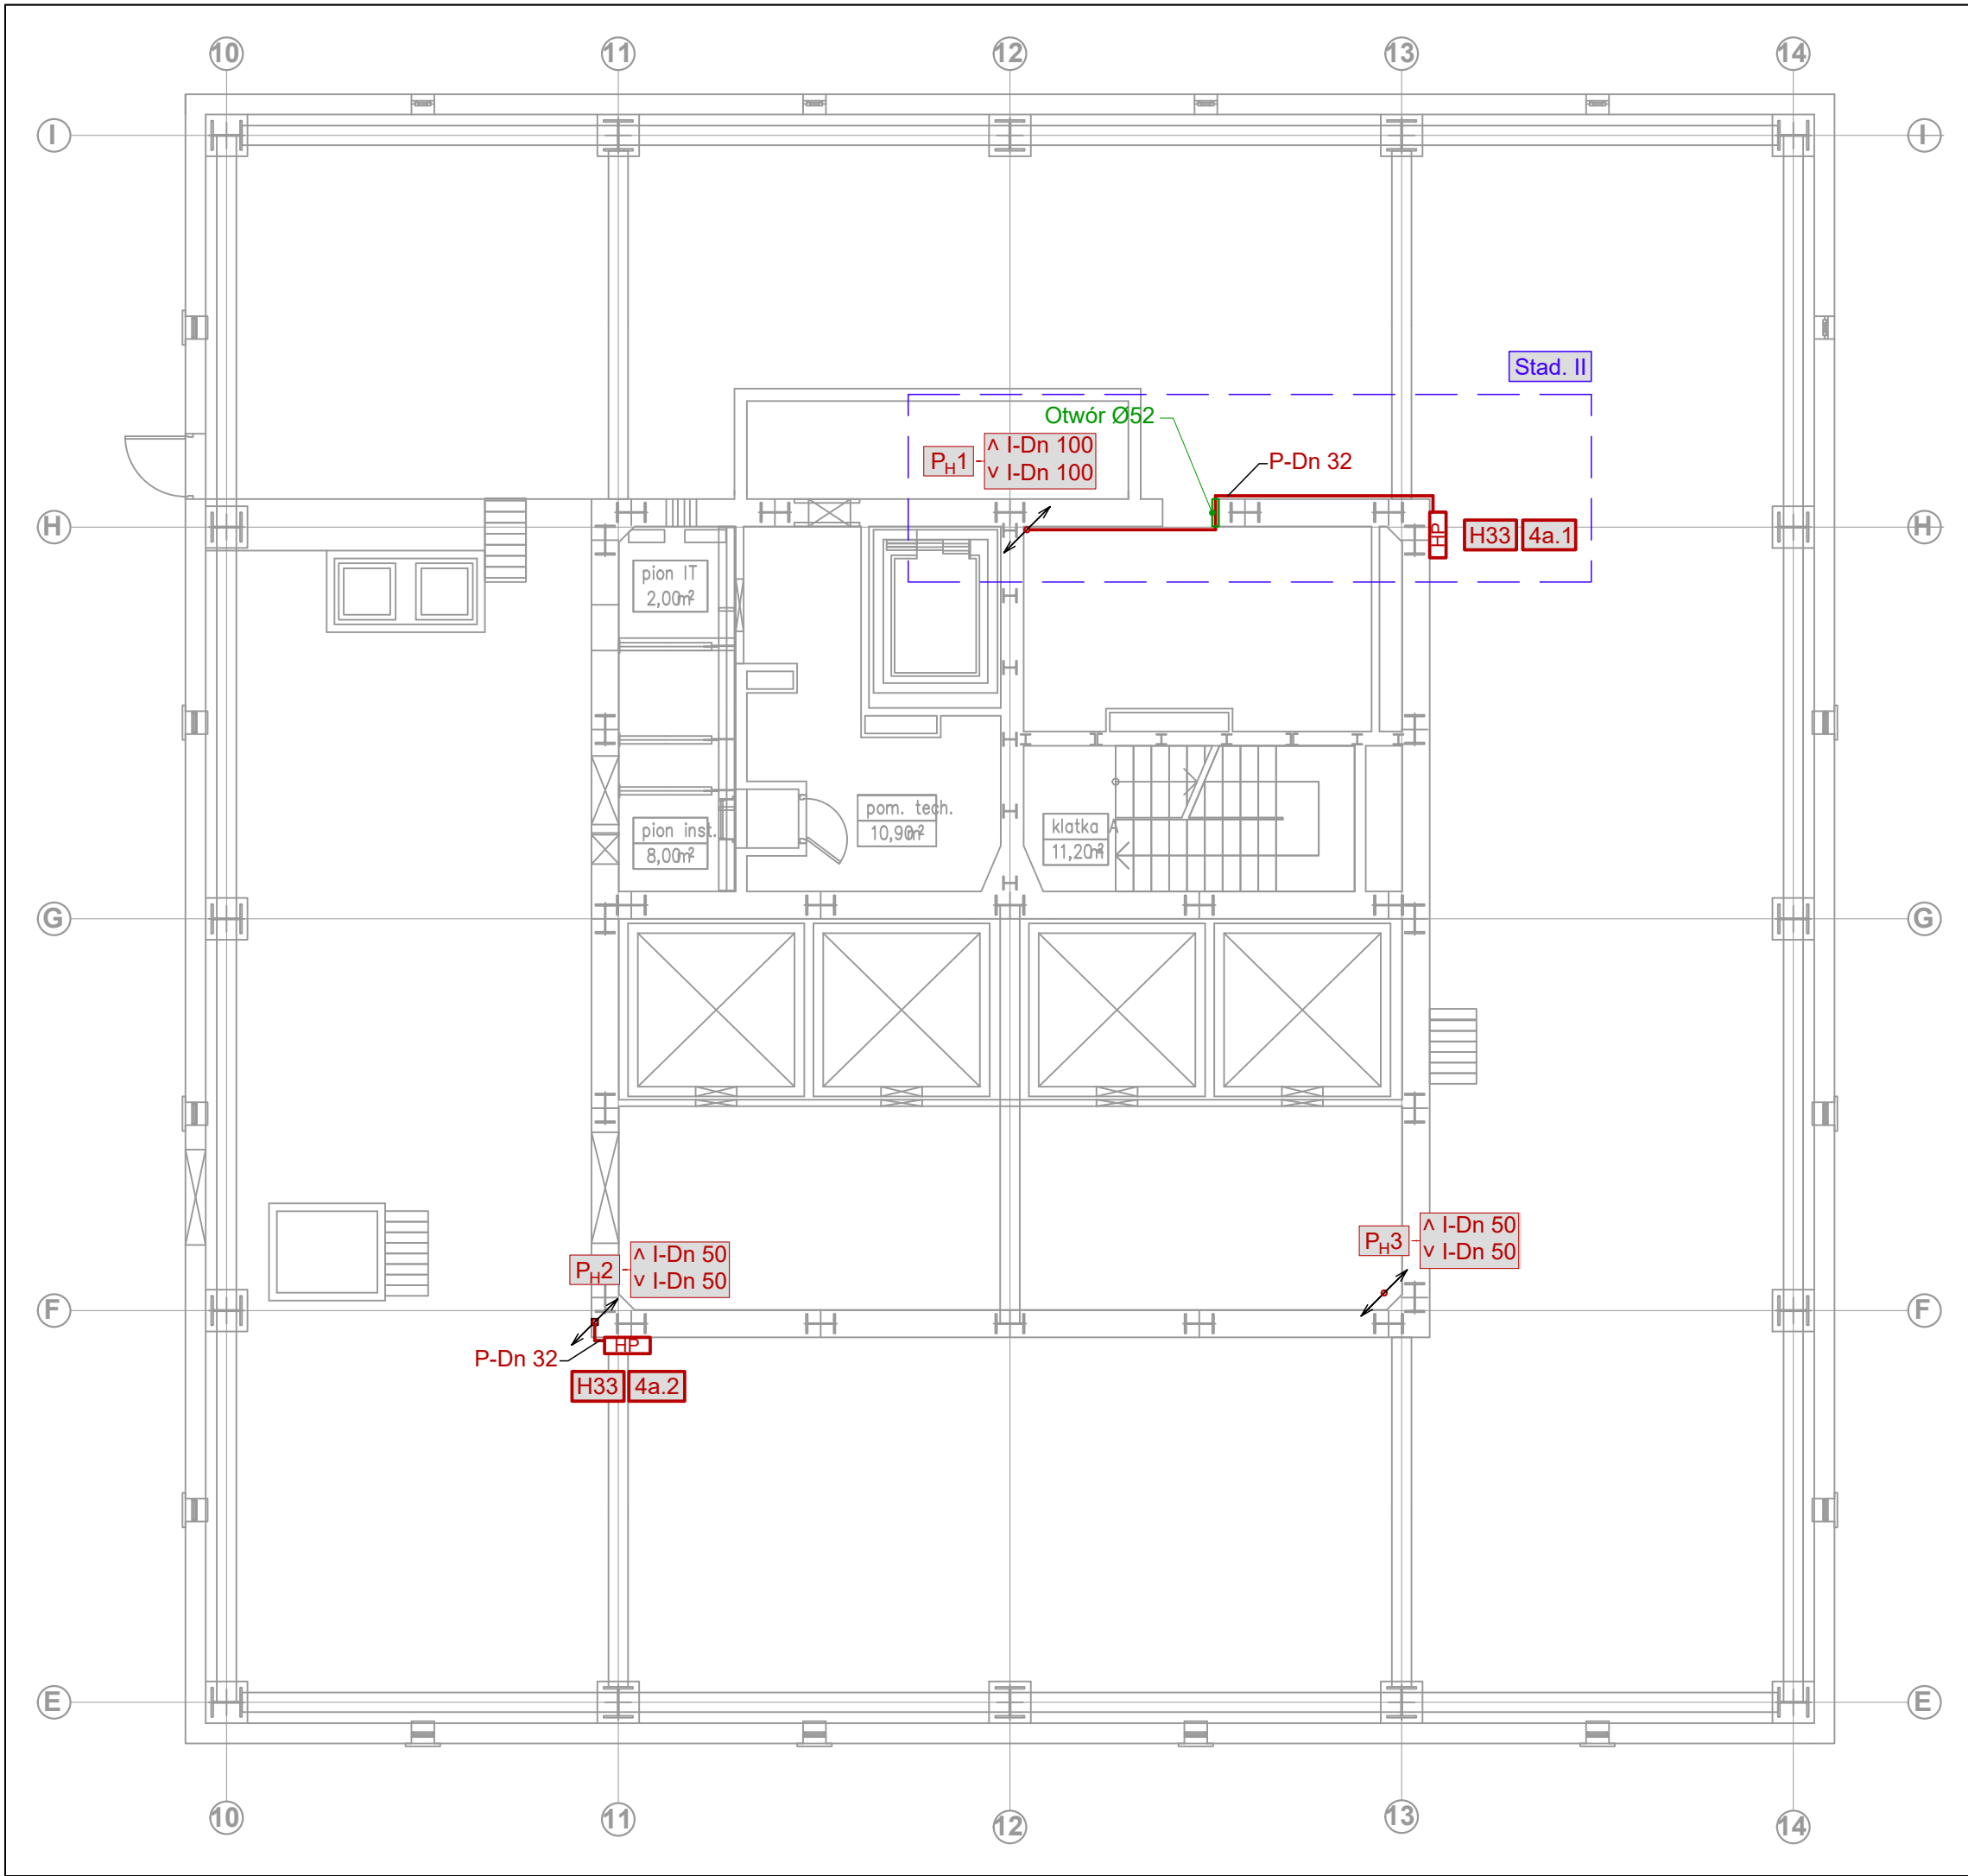 10 11 12 13 14
I I
Stad. II
Otwór Ø52
PH1
^ I-Dn 100
v I-Dn 100
P-Dn 32
H H
HP
H33 4a.1
pion IT
2,00m²
pom. tech.
10,90m²
klatka A
11,20m²
pion inst.
8,00m²
G G
PH3
^ I-Dn 50
v I-Dn 50
PH2
^ I-Dn 50
v I-Dn 50
F F
HP
P-Dn 32
H33 4a.2
E E
10 11 12 13 14